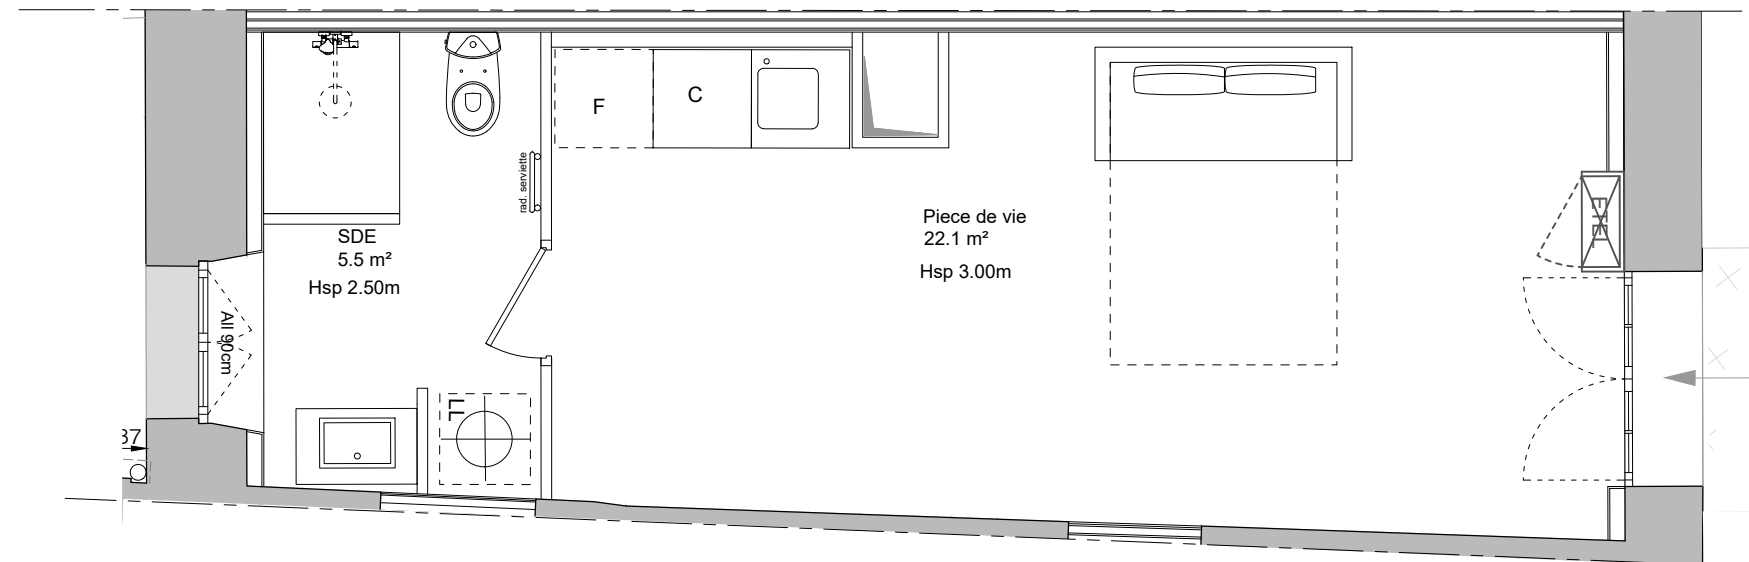 F
C
rad. serviette
SDE
5.5 m²
Hsp 2.50m
Piece de vie
22.1 m²
Hsp 3.00m
ETEL
All 90cm
LL